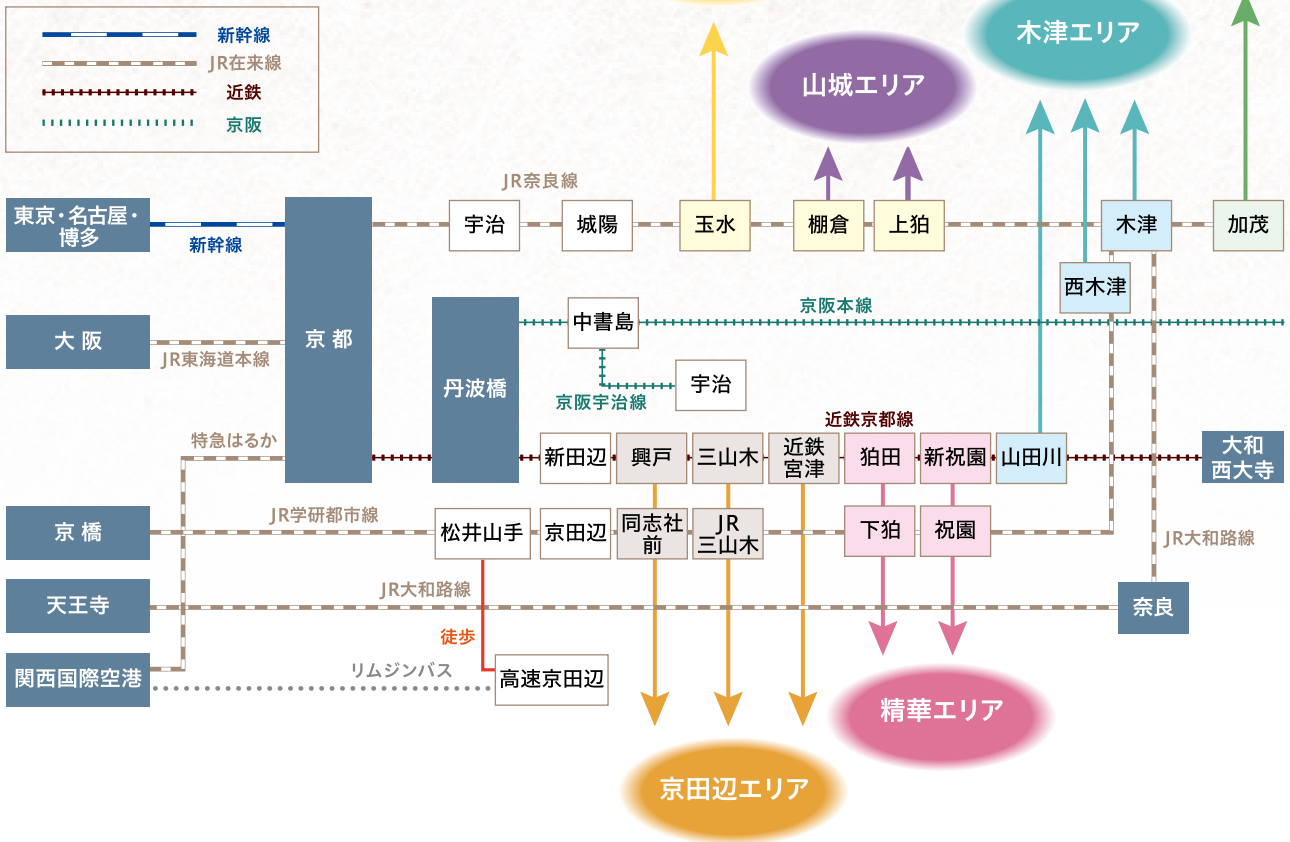 新幹線
JR在来線
近鉄
京阪
木津エリア
山城エリア
JR奈良線
東京・名古屋・
博多
新幹線
宇治
城陽
玉水
棚倉
上狛
木津
加茂
西木津
京阪本線
大阪
JR東海道本線
京都
中書島
丹波橋
宇治
京阪宇治線
近鉄京都線
特急はるか
新田辺
興戸
三山木
近鉄
宮津
狛田
新祝園
山田川
大和
西大寺
京橋
JR学研都市線
松井山手
京田辺
同志社
前
JR
三山木
下狛
祝園
JR大和路線
天王寺
JR大和路線
奈良
徒歩
関西国際空港
リムジンバス
高速京田辺
精華エリア
京田辺エリア